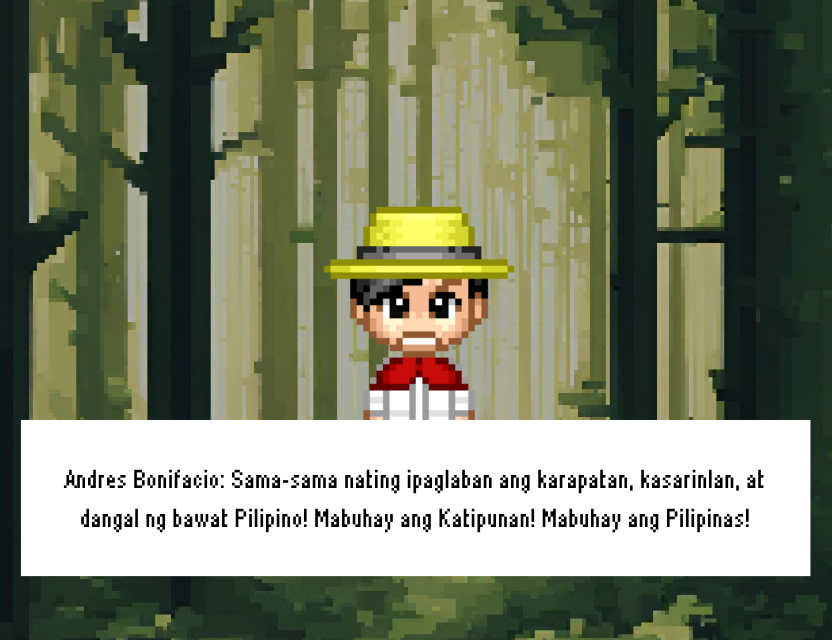 Andres Bonifacio: Sama-sama nating ipaglaban ang karapatan, kasarinlan, at
dangal ng bawat Pilipino! Mabuhay ang Katipunan! Mabuhay ang Pilipinas!